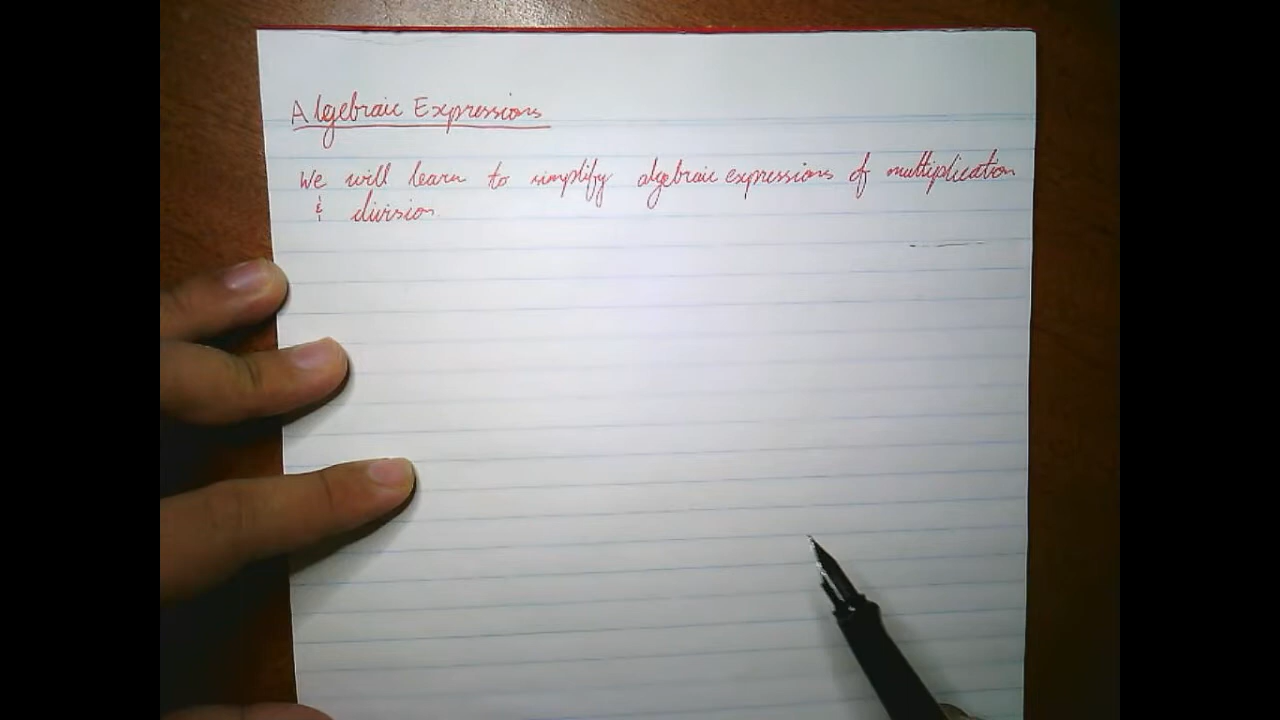 Algebraic Expressions
We will learn to simplify algebraic expressions of multiplication
& division